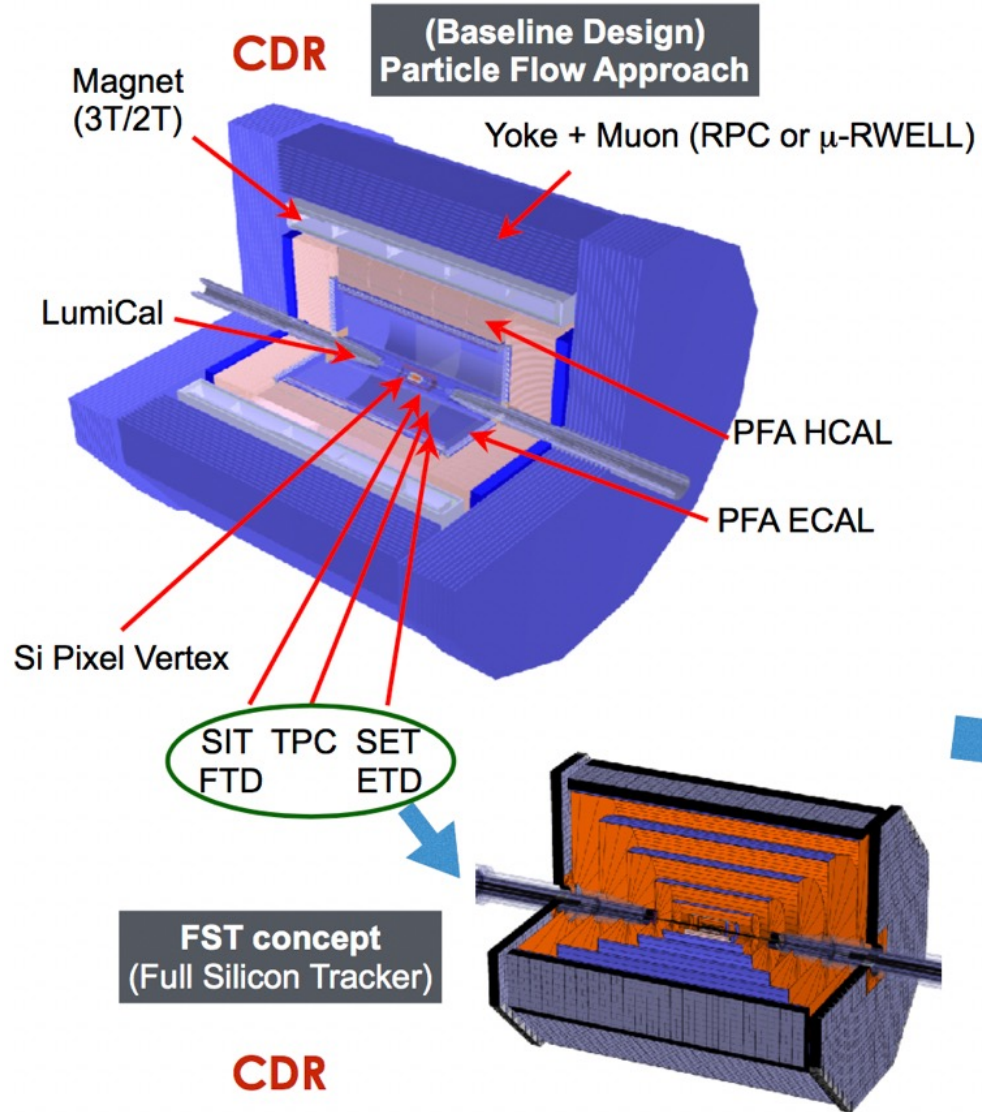 CDR
(Baseline Design)
Particle Flow Approach
Magnet
(3T/2T)
Yoke + Muon (RPC or μ-RWELL)
LumiCal
PFA HCAL
PFA ECAL
Si Pixel Vertex
SIT TPC SET
FTD ETD
FST concept
(Full Silicon Tracker)
CDR